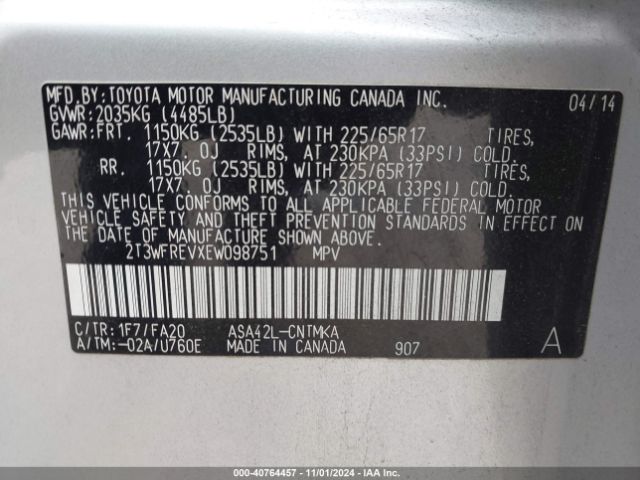 MFD.BY:TOYOTA MOTOR MANUFACTURING CANADA INC. 04/14
GVWR:2035KG (4485LB)
GAWR:FRT. 1150KG (2535LB) WITH 225/65R17 TIRES,
17X7.0J RIMS, AT 230KPA (33PSI) COLD.
RR. 1150KG (2535LB) WITH 225/65R17 TIRES,
17X7.0J RIMS, AT 230KPA (33PSI) COLD.
THIS VEHICLE CONFORMS TO ALL APPLICABLE FEDERAL MOTOR
VEHICLE SAFETY AND THEFT PREVENTION STANDARDS IN EFFECT ON
THE DATE OF MANUFACTURE SHOWN ABOVE.
2T3WFREVXEW098751 MPV
C/TR:1F7/FA20 ASA42L-CNTMKA
A/TM:-02A/U760E MADE IN CANADA 907 A
000-40764457 - 11/01/2024 - IAA Inc.